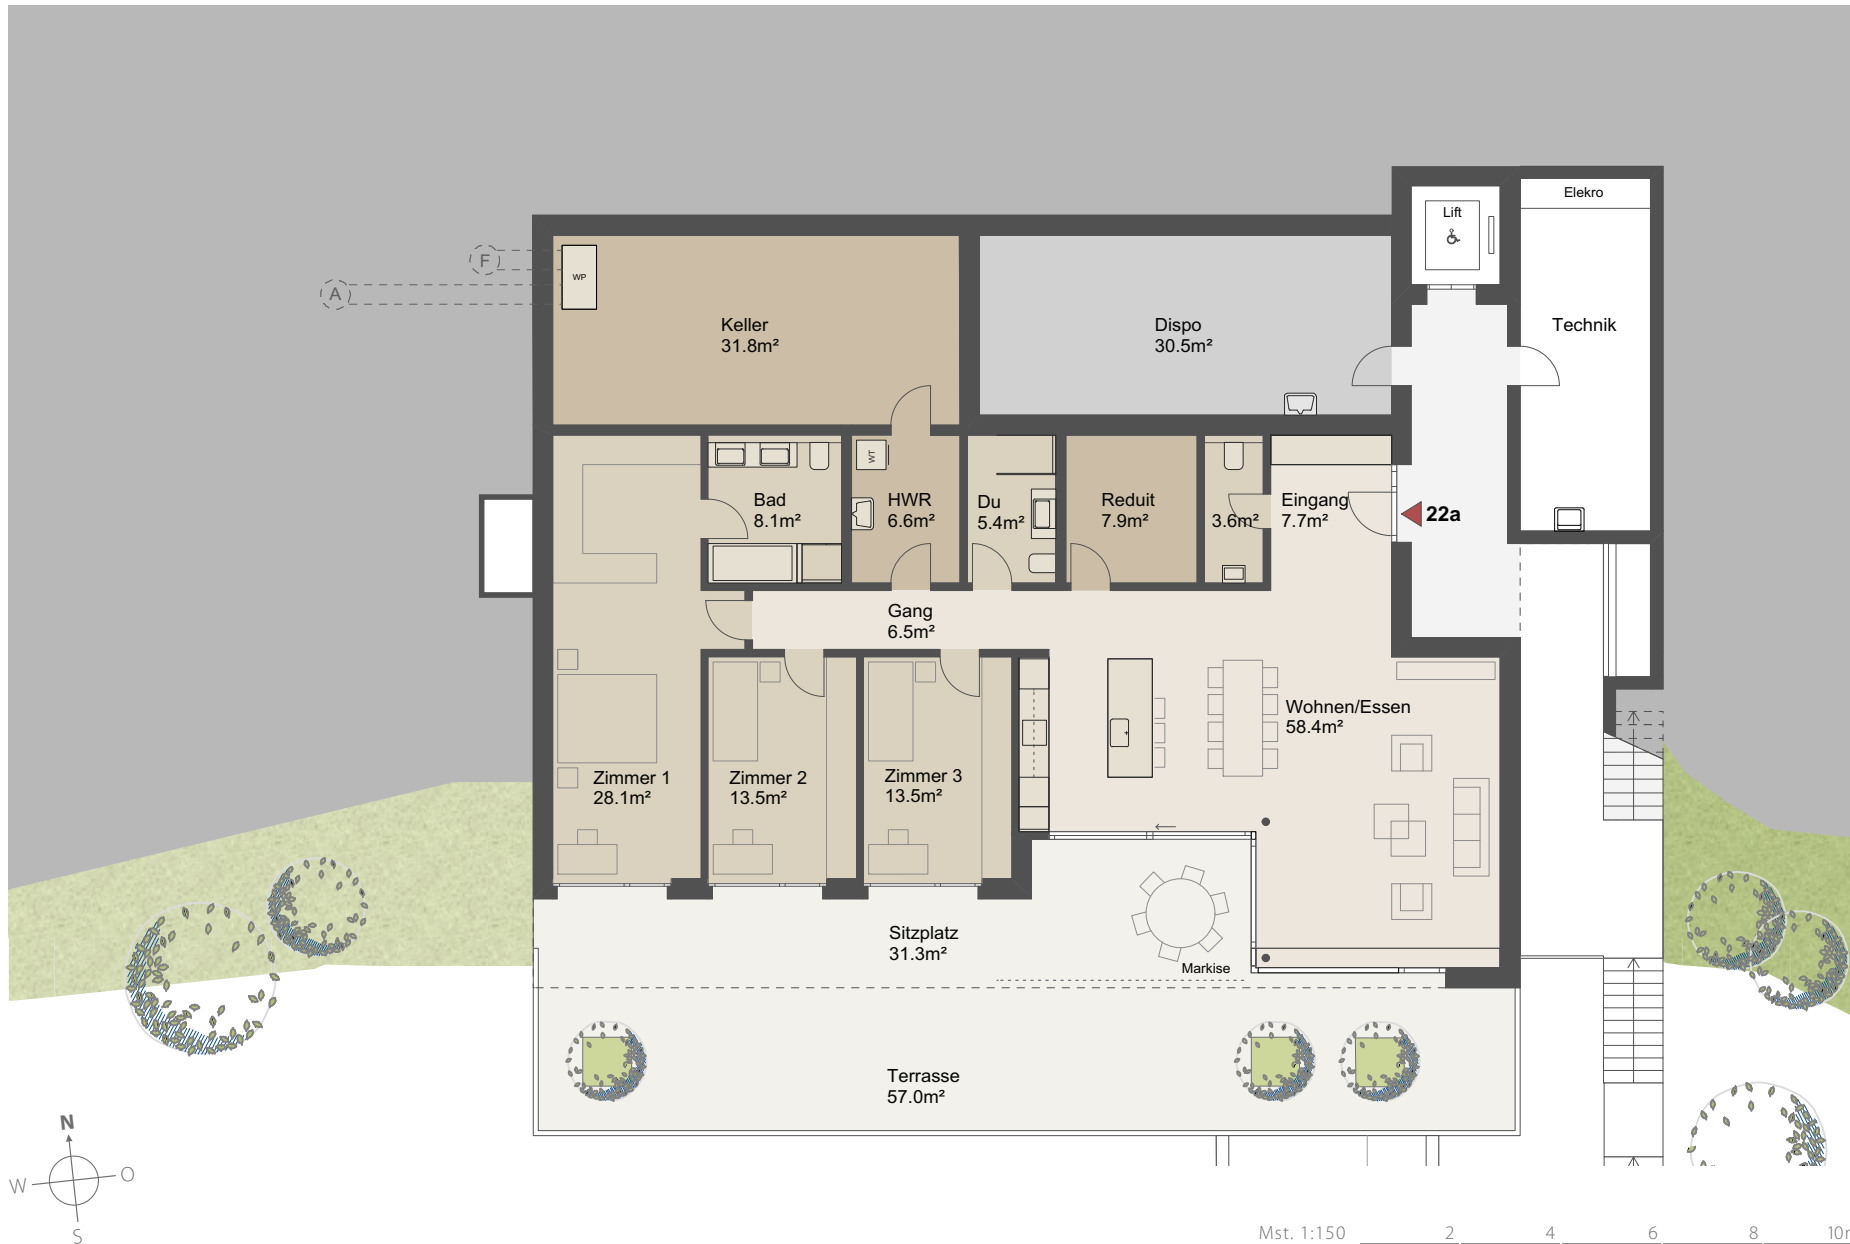 Elekro
Lift
F
WP
A
Keller
31.8m²
Dispo
30.5m²
Technik
WT
Bad
8.1m²
HWR
6.6m²
Du
5.4m²
Reduit
7.9m²
3.6m²
Eingang
7.7m²
22a
Gang
6.5m²
Wohnen/Essen
58.4m²
Zimmer 1
28.1m²
Zimmer 2
13.5m²
Zimmer 3
13.5m²
Sitzplatz
31.3m²
Markise
Terrasse
57.0m²
N
W
O
S
Mst. 1:150 2 4 6 8 10m